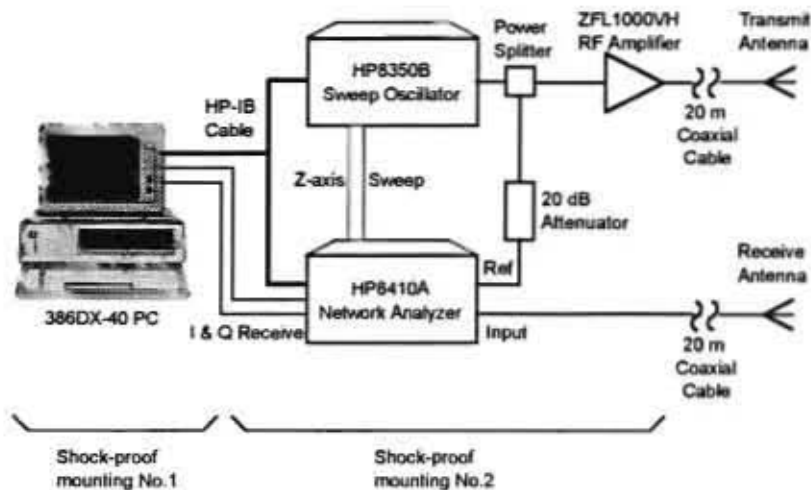 ZFL1000VH
RF Amplifier
Transmit
Antenna
Power
Splitter
HP8350B
Sweep Oscillator
HP-IB
Cable
20 m
Coaxial
Cable
Z-axis
Sweep
20 dB
Attenuator
Receive
Antenna
Ref
HP8410A
Network Analyzer
386DX-40 PC
I & Q Receive
Input
20 m
Coaxial
Cable
Shock-proof
mounting No.1
Shock-proof
mounting No.2